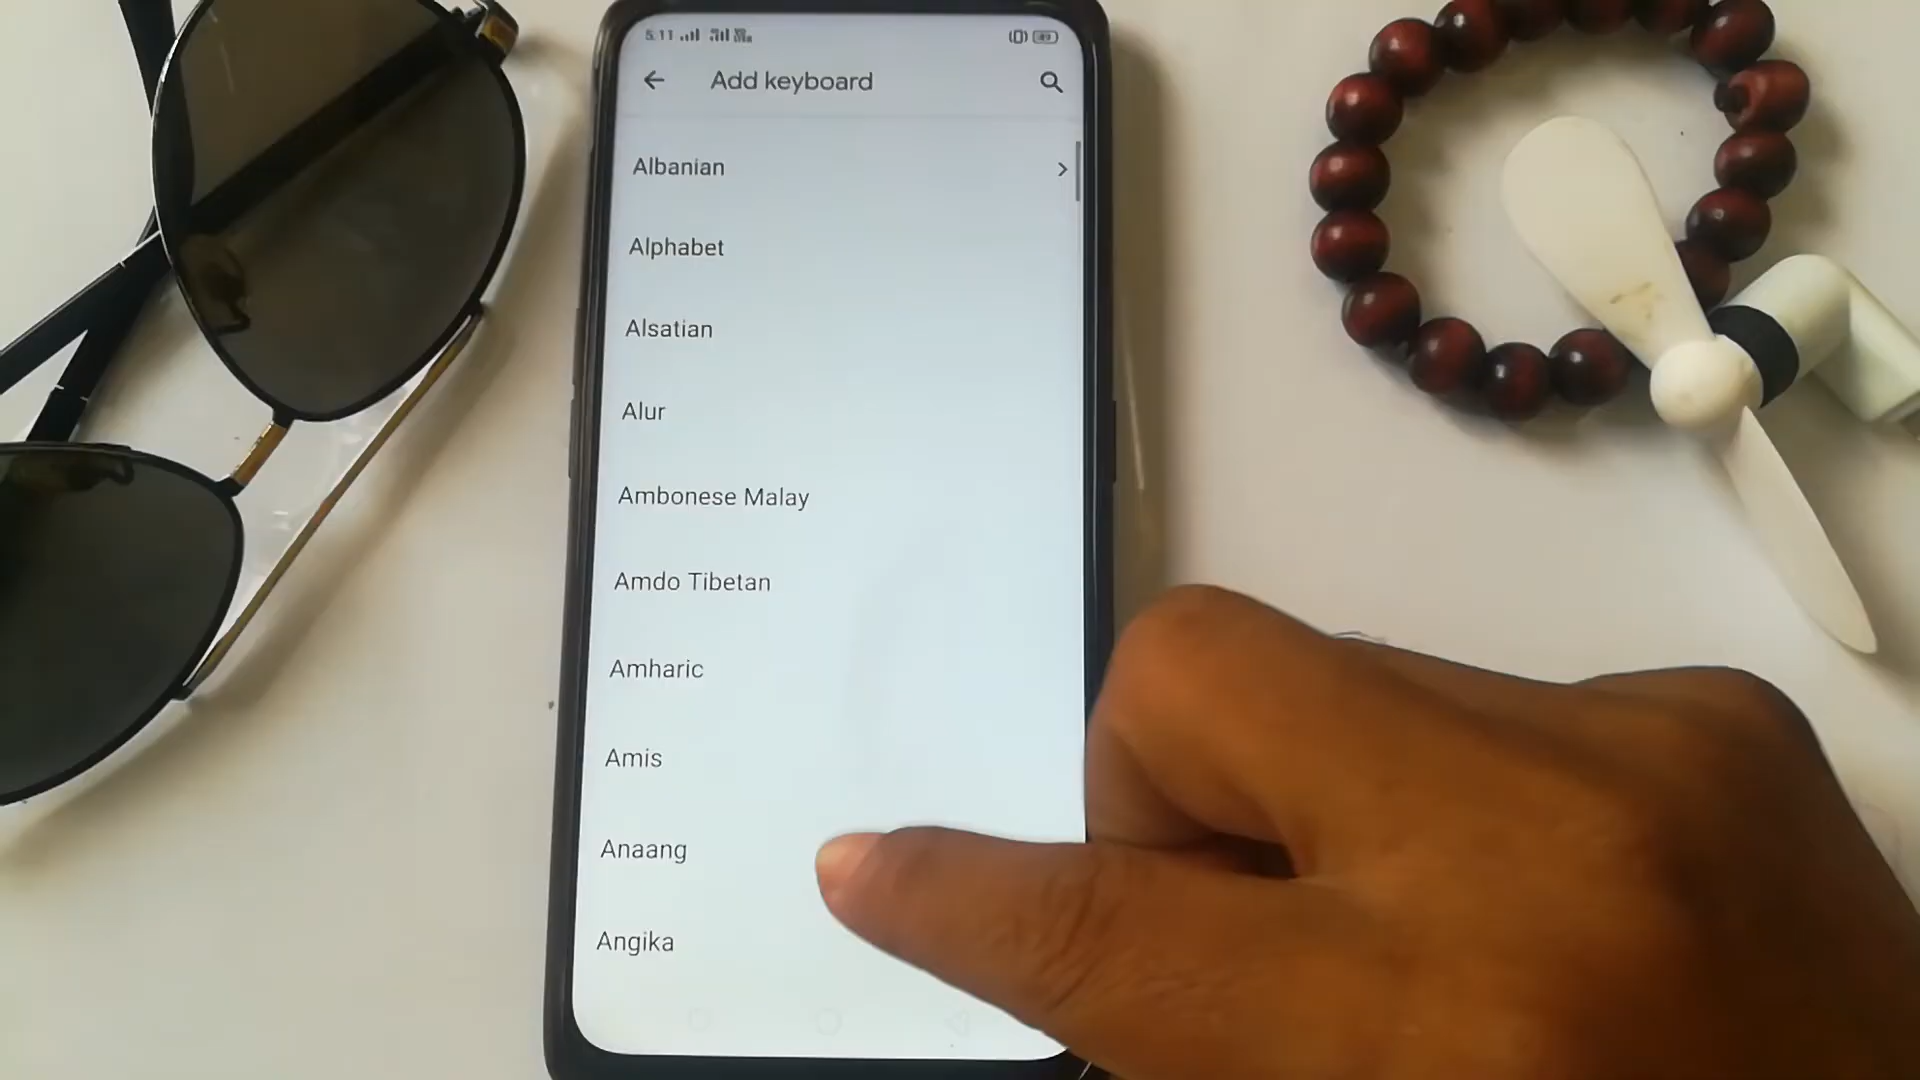 5:11
Add keyboard
Albanian
Alphabet
Alsatian
Alur
Ambonese Malay
Amdo Tibetan
Amharic
Amis
Anaang
Angika